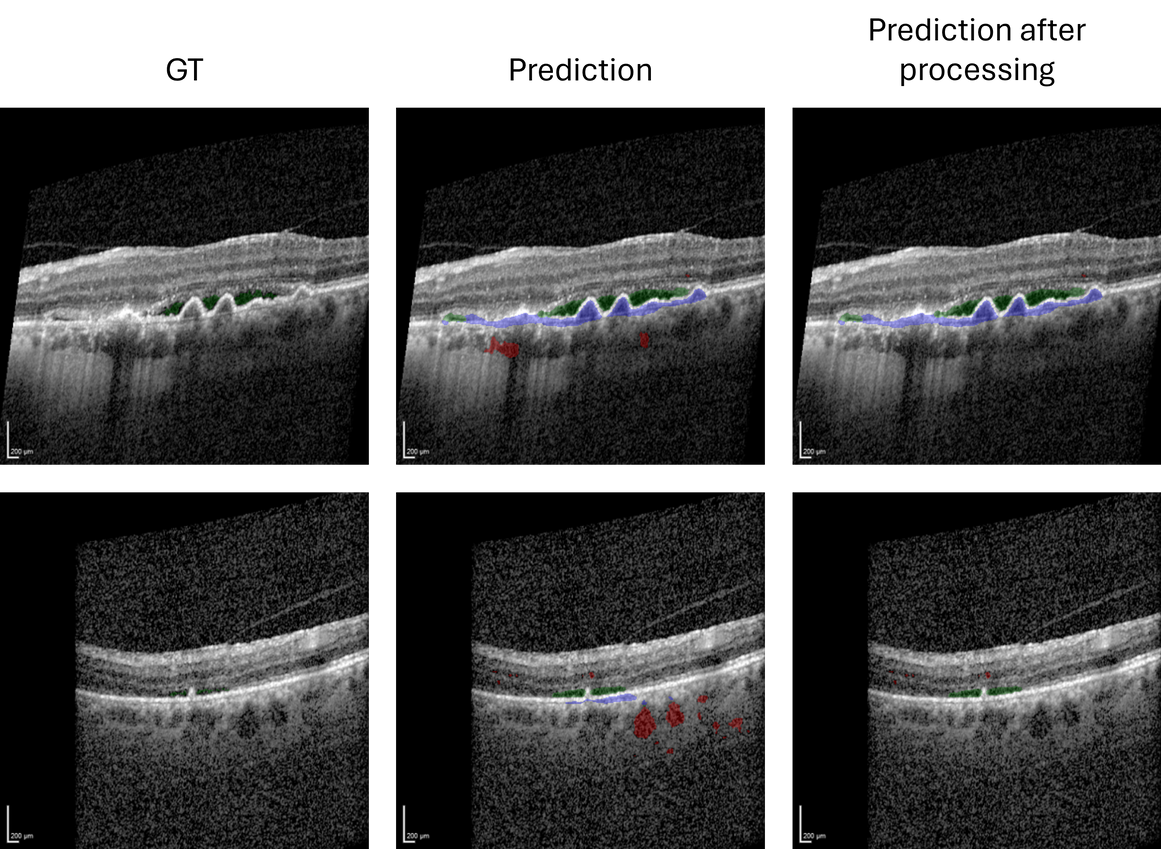 GT
Prediction
Prediction after
processing
200 µm
200 µm
200 µm
200 µm
200 µm
200 µm